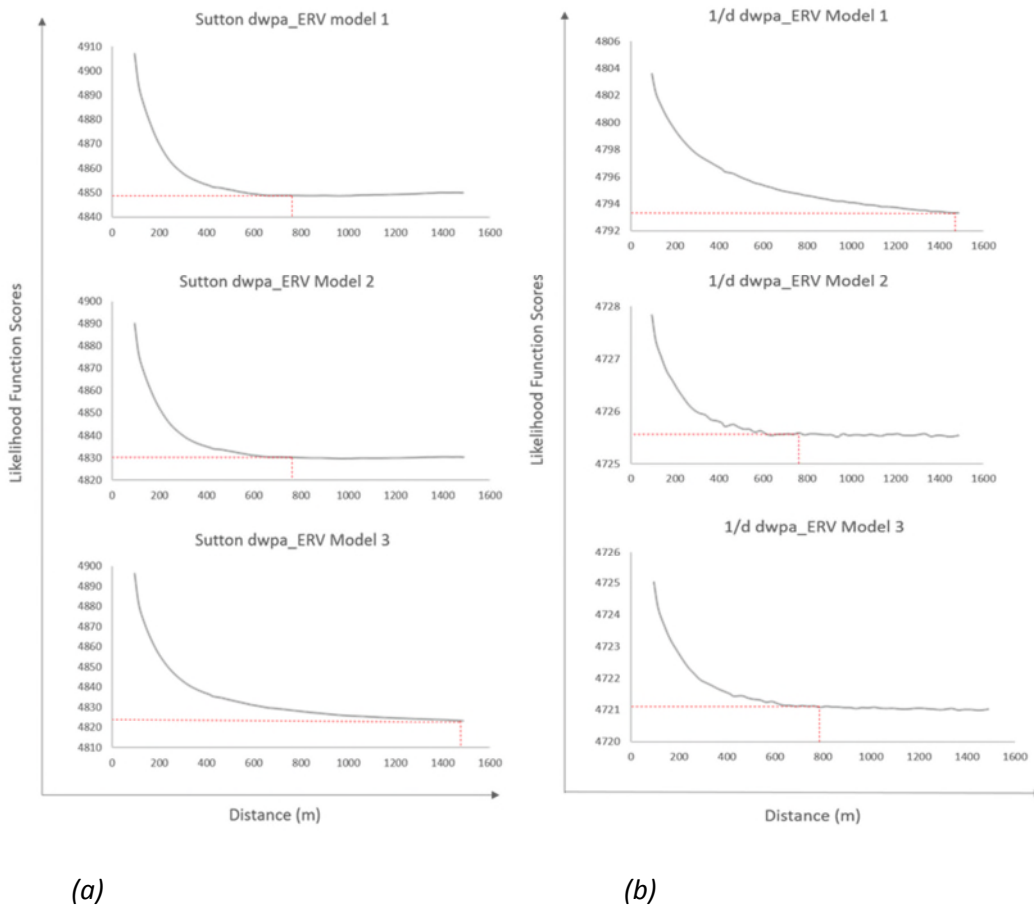 Sutton dwpa_ERV model 1
4910
4900
4890
4880
4870
4860
4850
4840
0 200 400 600 800 1000 1200 1400 1600
Sutton dwpa_ERV Model 2
4900
4890
4880
4870
4860
4850
4840
4830
4820
0 200 400 600 800 1000 1200 1400 1600
Sutton dwpa_ERV Model 3
4900
4890
4880
4870
4860
4850
4840
4830
4820
4810
0 200 400 600 800 1000 1200 1400 1600
Likelihood Function Scores
Distance (m)
(a)
1/d dwpa_ERV Model 1
4806
4804
4802
4800
4798
4796
4794
4792
0 200 400 600 800 1000 1200 1400 1600
1/d dwpa_ERV Model 2
4728
4727
4726
4725
0 200 400 600 800 1000 1200 1400 1600
1/d dwpa_ERV Model 3
4726
4725
4724
4723
4722
4721
4720
0 200 400 600 800 1000 1200 1400 1600
Likelihood Function Scores
Distance (m)
(b)